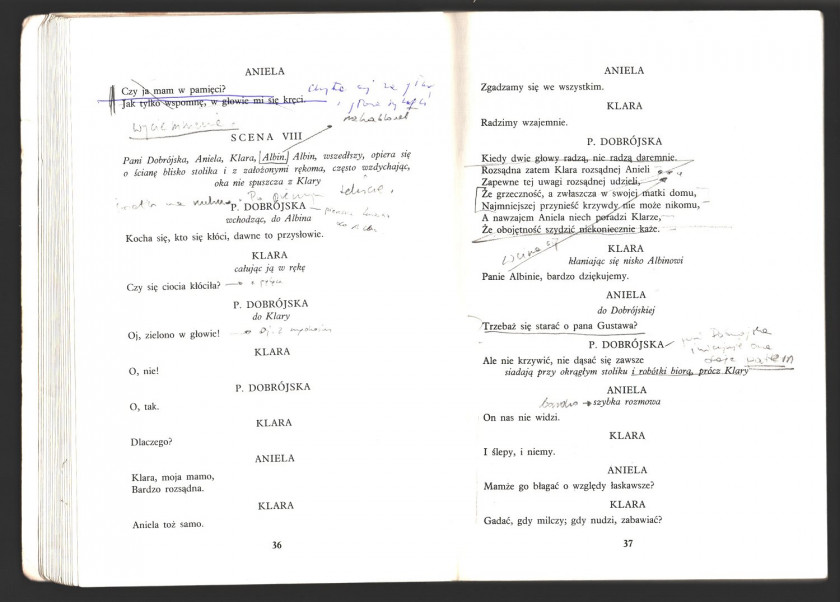 ANIELA
Czy ja mam w pamięci?
Jak tylko wspomnę, w głowie mi się kręci.
SCENA VIII
Pani Dobrójska, Aniela, Klara, Albin. Albin, wszedłszy, opiera się
o ścianę blisko stolika i z założonymi rękoma, często wzdychając,
oka nie spuszcza z Klary
P. DOBRÓJSKA
wchodząc, do Albina
Kocha się, kto się kłóci, dawne to przysłowie.
KLARA
całując ją w rękę
Czy się ciocia kłóciła?
P. DOBRÓJSKA
do Klary
Oj, zielono w głowie!
KLARA
O, nie!
P. DOBRÓJSKA
O, tak.
KLARA
Dlaczego?
ANIELA
Klara, moja mamo,
Bardzo rozsądna.
KLARA
Aniela toż samo.
36
ANIELA
Zgadzamy się we wszystkim.
KLARA
Radzimy wzajemnie.
P. DOBRÓJSKA
Kiedy dwie głowy radzą, nie radzą daremnie.
Rozsądna zatem Klara rozsądnej Anieli
Zapewne tej uwagi rozsądnej udzieli,
Że grzeczność, a zwłaszcza w swojej matki domu,
Najmniejszej przynieść krzywdy nie może nikomu,
A nawzajem Aniela niech poradzi Klarze,
Że obojętność szydzić niekoniecznie każe.
KLARA
kłaniając się nisko Albinowi
Panie Albinie, bardzo dziękujemy.
ANIELA
do Dobrójskiej
Trzebaż się starać o pana Gustawa?
P. DOBRÓJSKA
Ale nie krzywić, nie dąsać się zawsze
siadają przy okrągłym stoliku i robótki biorą, prócz Klary
ANIELA
bardzo szybka rozmowa
On nas nie widzi.
KLARA
I ślepy, i niemy.
ANIELA
Mamże go błagać o względy łaskawsze?
KLARA
Gadać, gdy milczy; gdy nudzi, zabawiać?
37